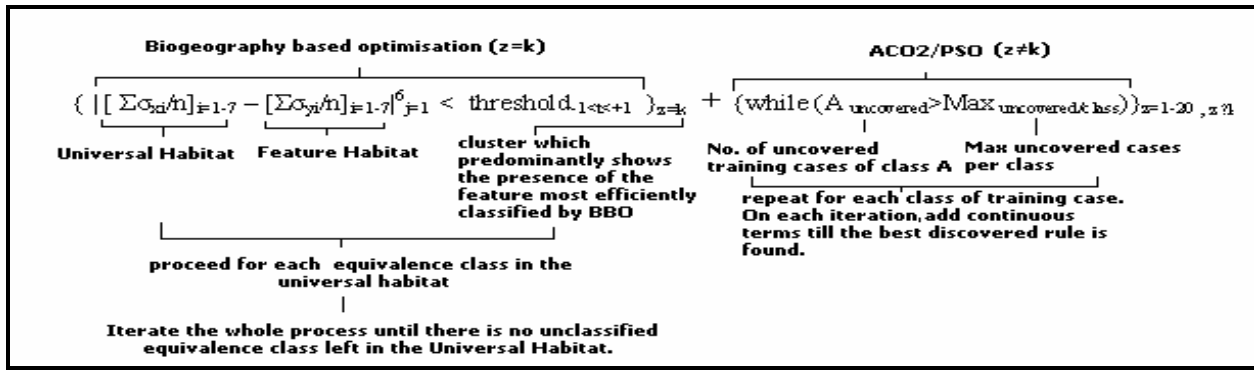 Biogeography based optimisation (z=k)
ACO2/PSO (z≠k)
{ |[ Σσxi/n]i=1-7 – [Σσyi/n]i=1-7|6j=1 < threshold.1<t<+1 }z=k + {while(A uncovered>Max uncovered/class)}z=1-20 , z?k
Universal Habitat
Feature Habitat
cluster which
predominantly shows
the presence of the
feature most efficiently
classified by BBO
No. of uncovered
training cases of class A
Max uncovered cases
per class
repeat for each class of training case.
On each iteration, add continuous
terms till the best discovered rule is
found.
proceed for each equivalence class in the
universal habitat
Iterate the whole process until there is no unclassified
equivalence class left in the Universal Habitat.